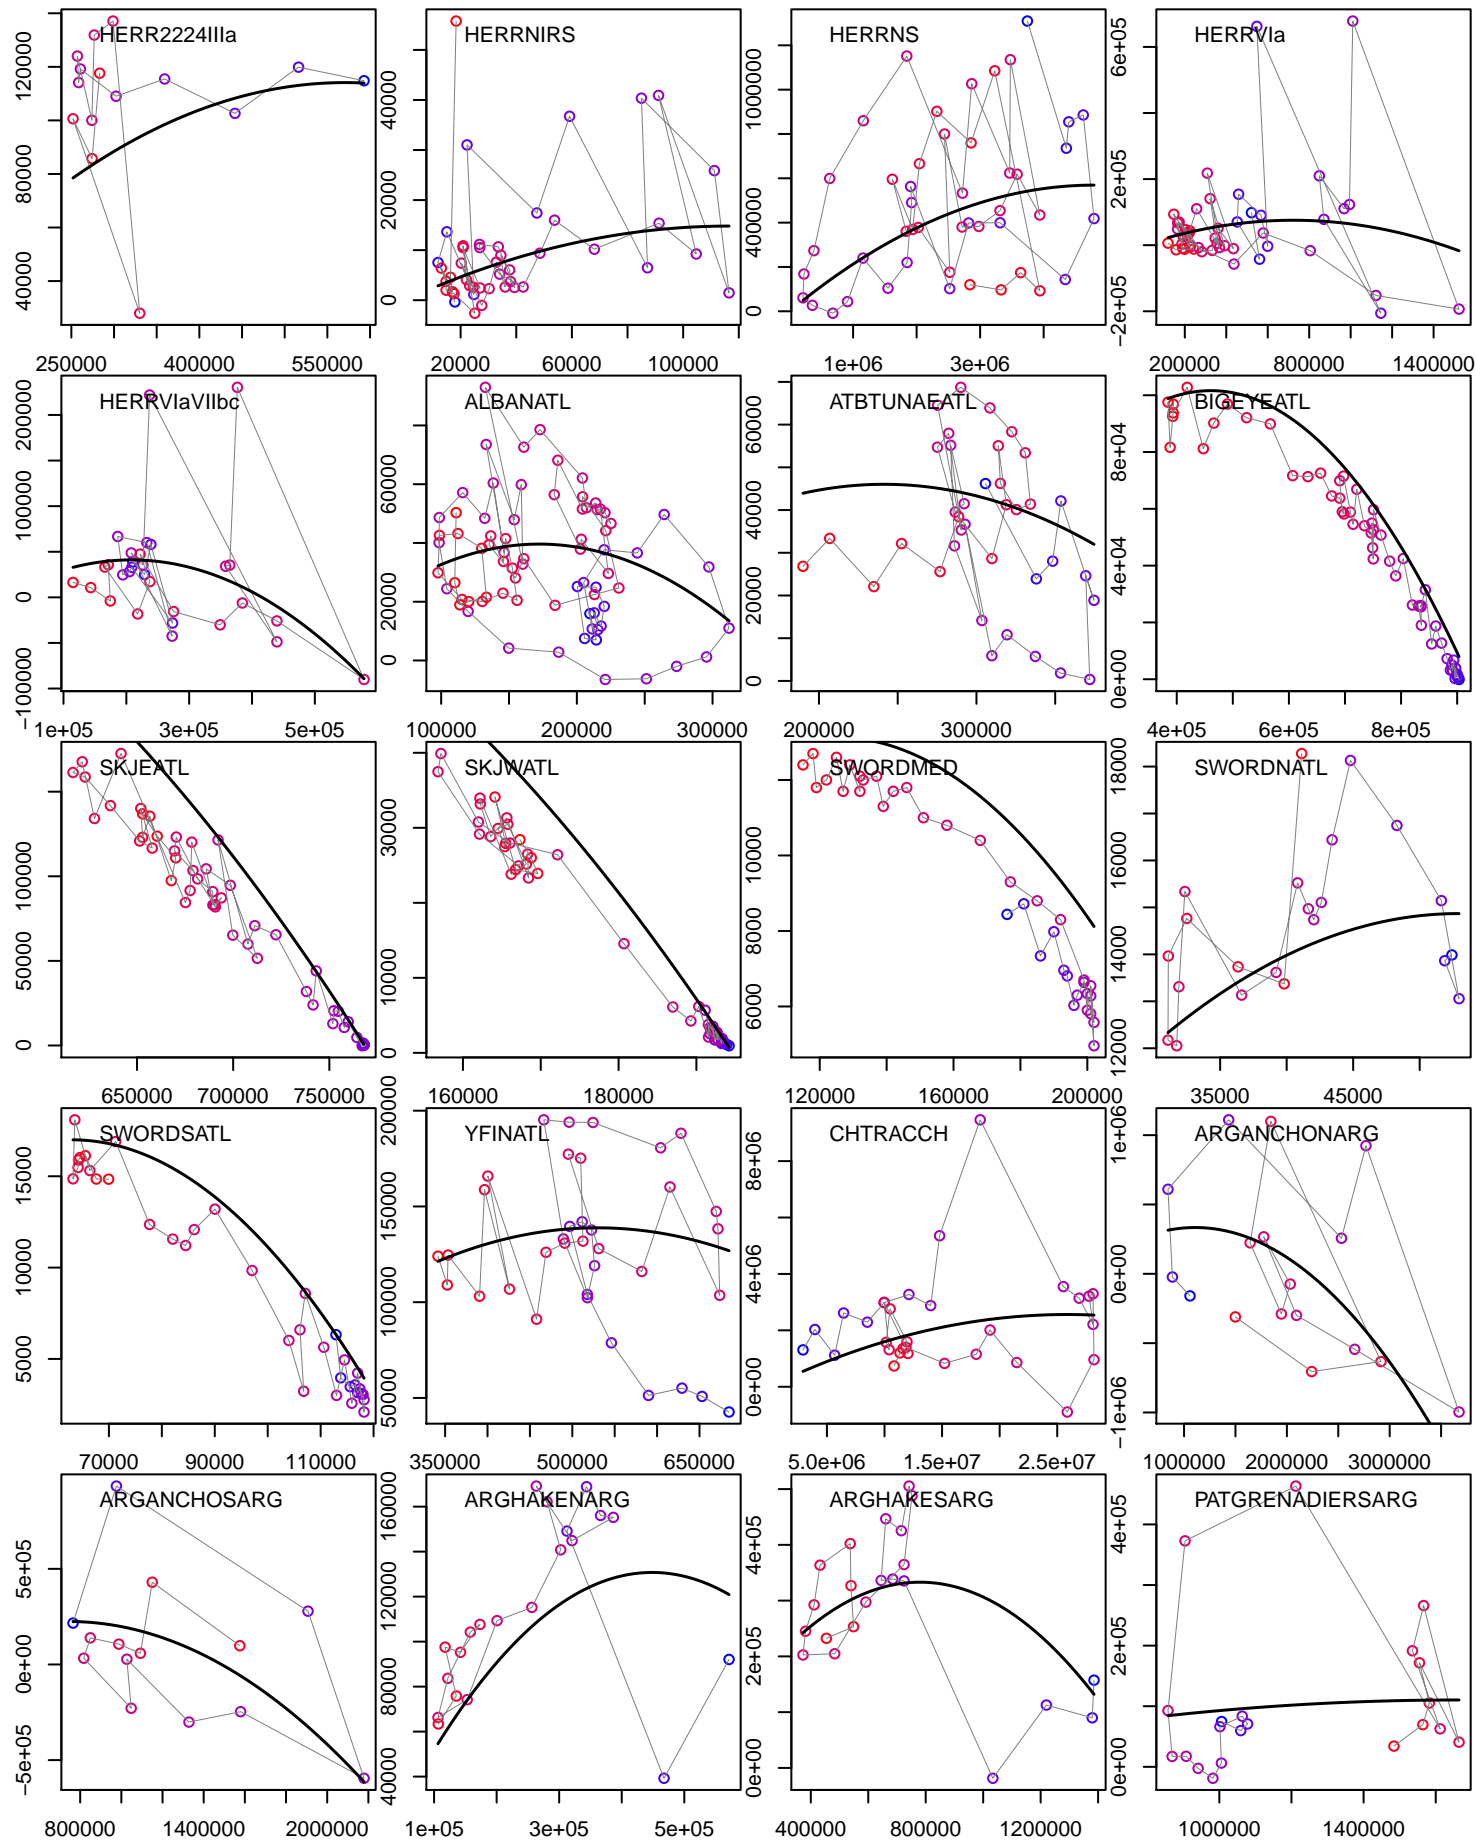 HERR2224IIIa
HERRNIRS
HERRNS
HERRVIa
40000 80000 120000
0 20000 40000
0 400000 1000000
−2e+05 2e+05 6e+05
250000 400000 550000
20000 60000 100000
1e+06 3e+06
200000 800000 1400000
HERRVIaVIIbc
ALBANATL
ATBTUNAEATL
BIGEYEATL
−100000 0 100000 200000
0 20000 60000
0 20000 40000 60000
0e+00 4e+04 8e+04
−1e+05 1e+05 3e+05 5e+05
100000 200000 300000
200000 300000
4e+05 6e+05 8e+05
SKJEATL
SKJWATL
SWORDMED
SWORDNATL
0 50000 100000
0 10000 30000
6000 8000 10000
12000 14000 16000 18000
650000 700000 750000
160000 180000
120000 160000 200000
35000 45000
SWORDSATL
YFINATL
CHTRACCH
ARGANCHONARG
5000 10000 15000
50000 100000 150000 200000
0e+00 4e+06 8e+06
−1e+06 0e+00 1e+06
70000 90000 110000
350000 500000 650000
5.0e+06 1.5e+07 2.5e+07
1000000 2000000 3000000
ARGANCHOSARG
ARGHAKENARG
ARGHAKESARG
PATGRENADIERSARG
−5e+05 0e+00 5e+05
40000 80000 120000 160000
0e+00 2e+05 4e+05
0e+00 2e+05 4e+05
800000 1400000 2000000
1e+05 3e+05 5e+05
400000 800000 1200000
1000000 1400000